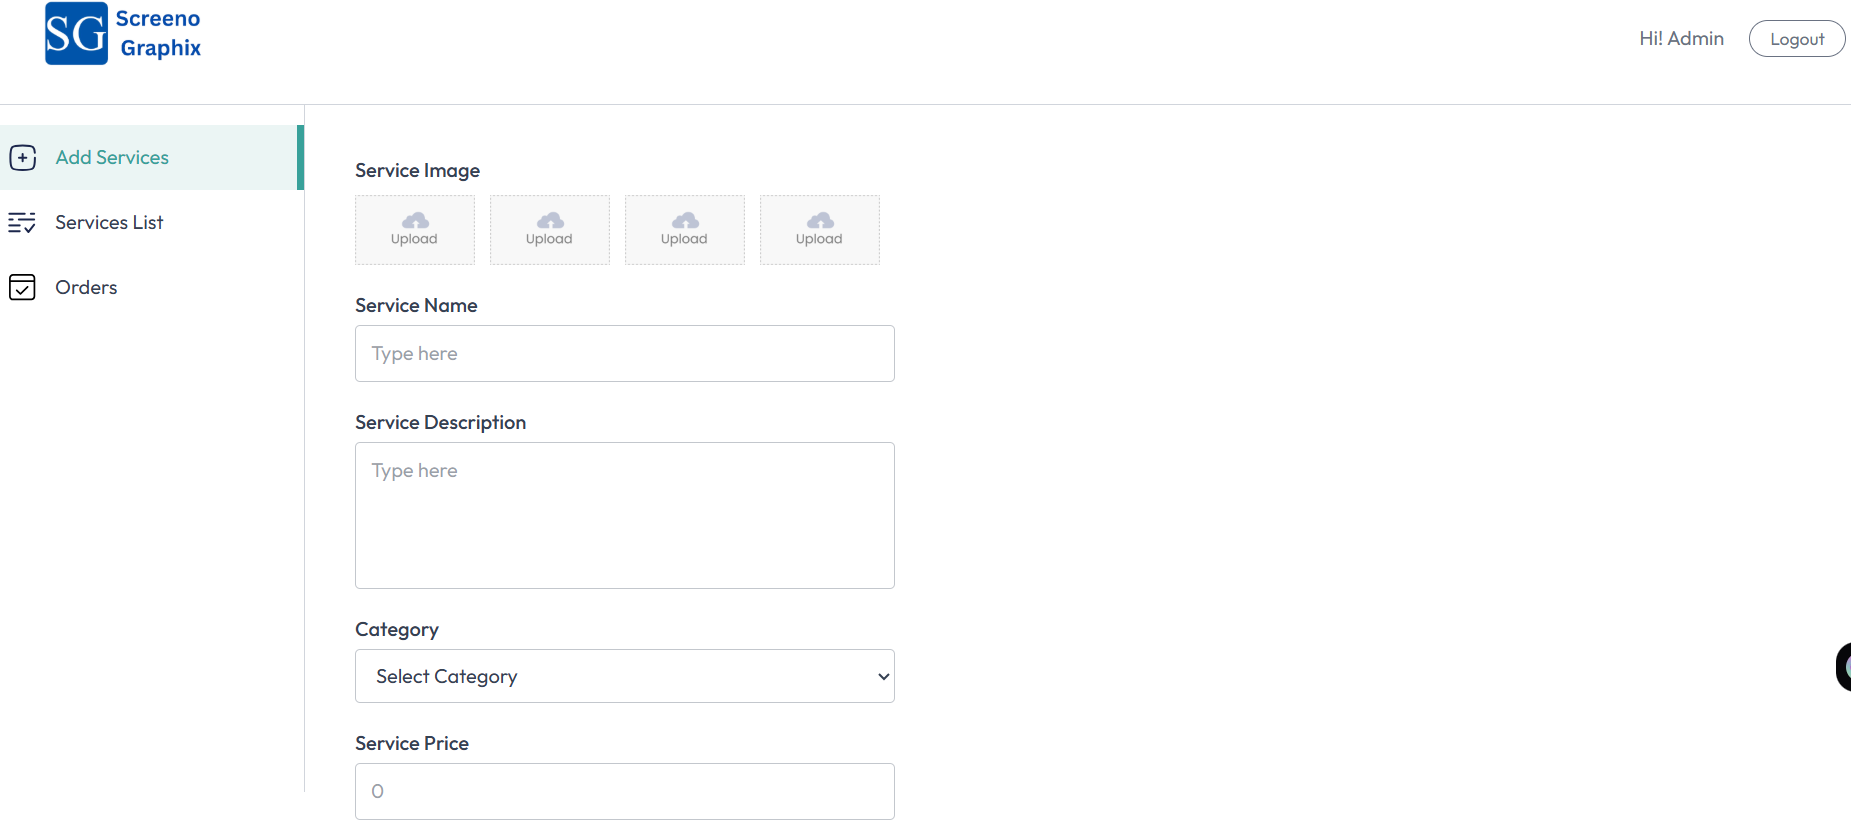 SG
Screeno
Graphix
Hi! Admin
Logout
Add Services
Services List
Orders
Service Image
Upload
Upload
Upload
Upload
Service Name
Type here
Service Description
Type here
Category
Select Category
Service Price
0